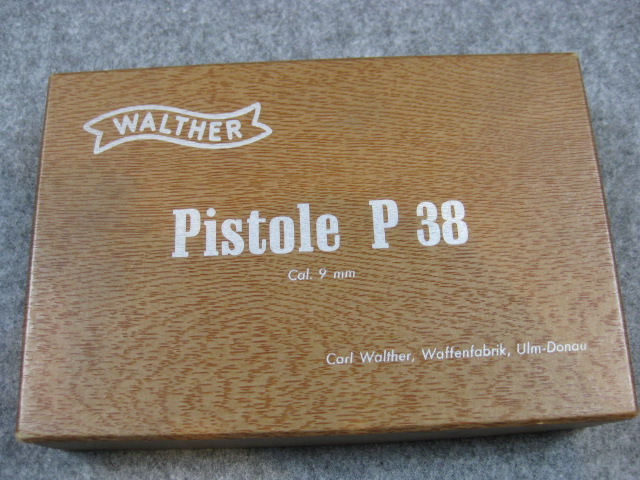 WALTHER
Pistole P 38
Cal. 9 mm
Carl Walther, Waffenfabrik, Ulm-Donau